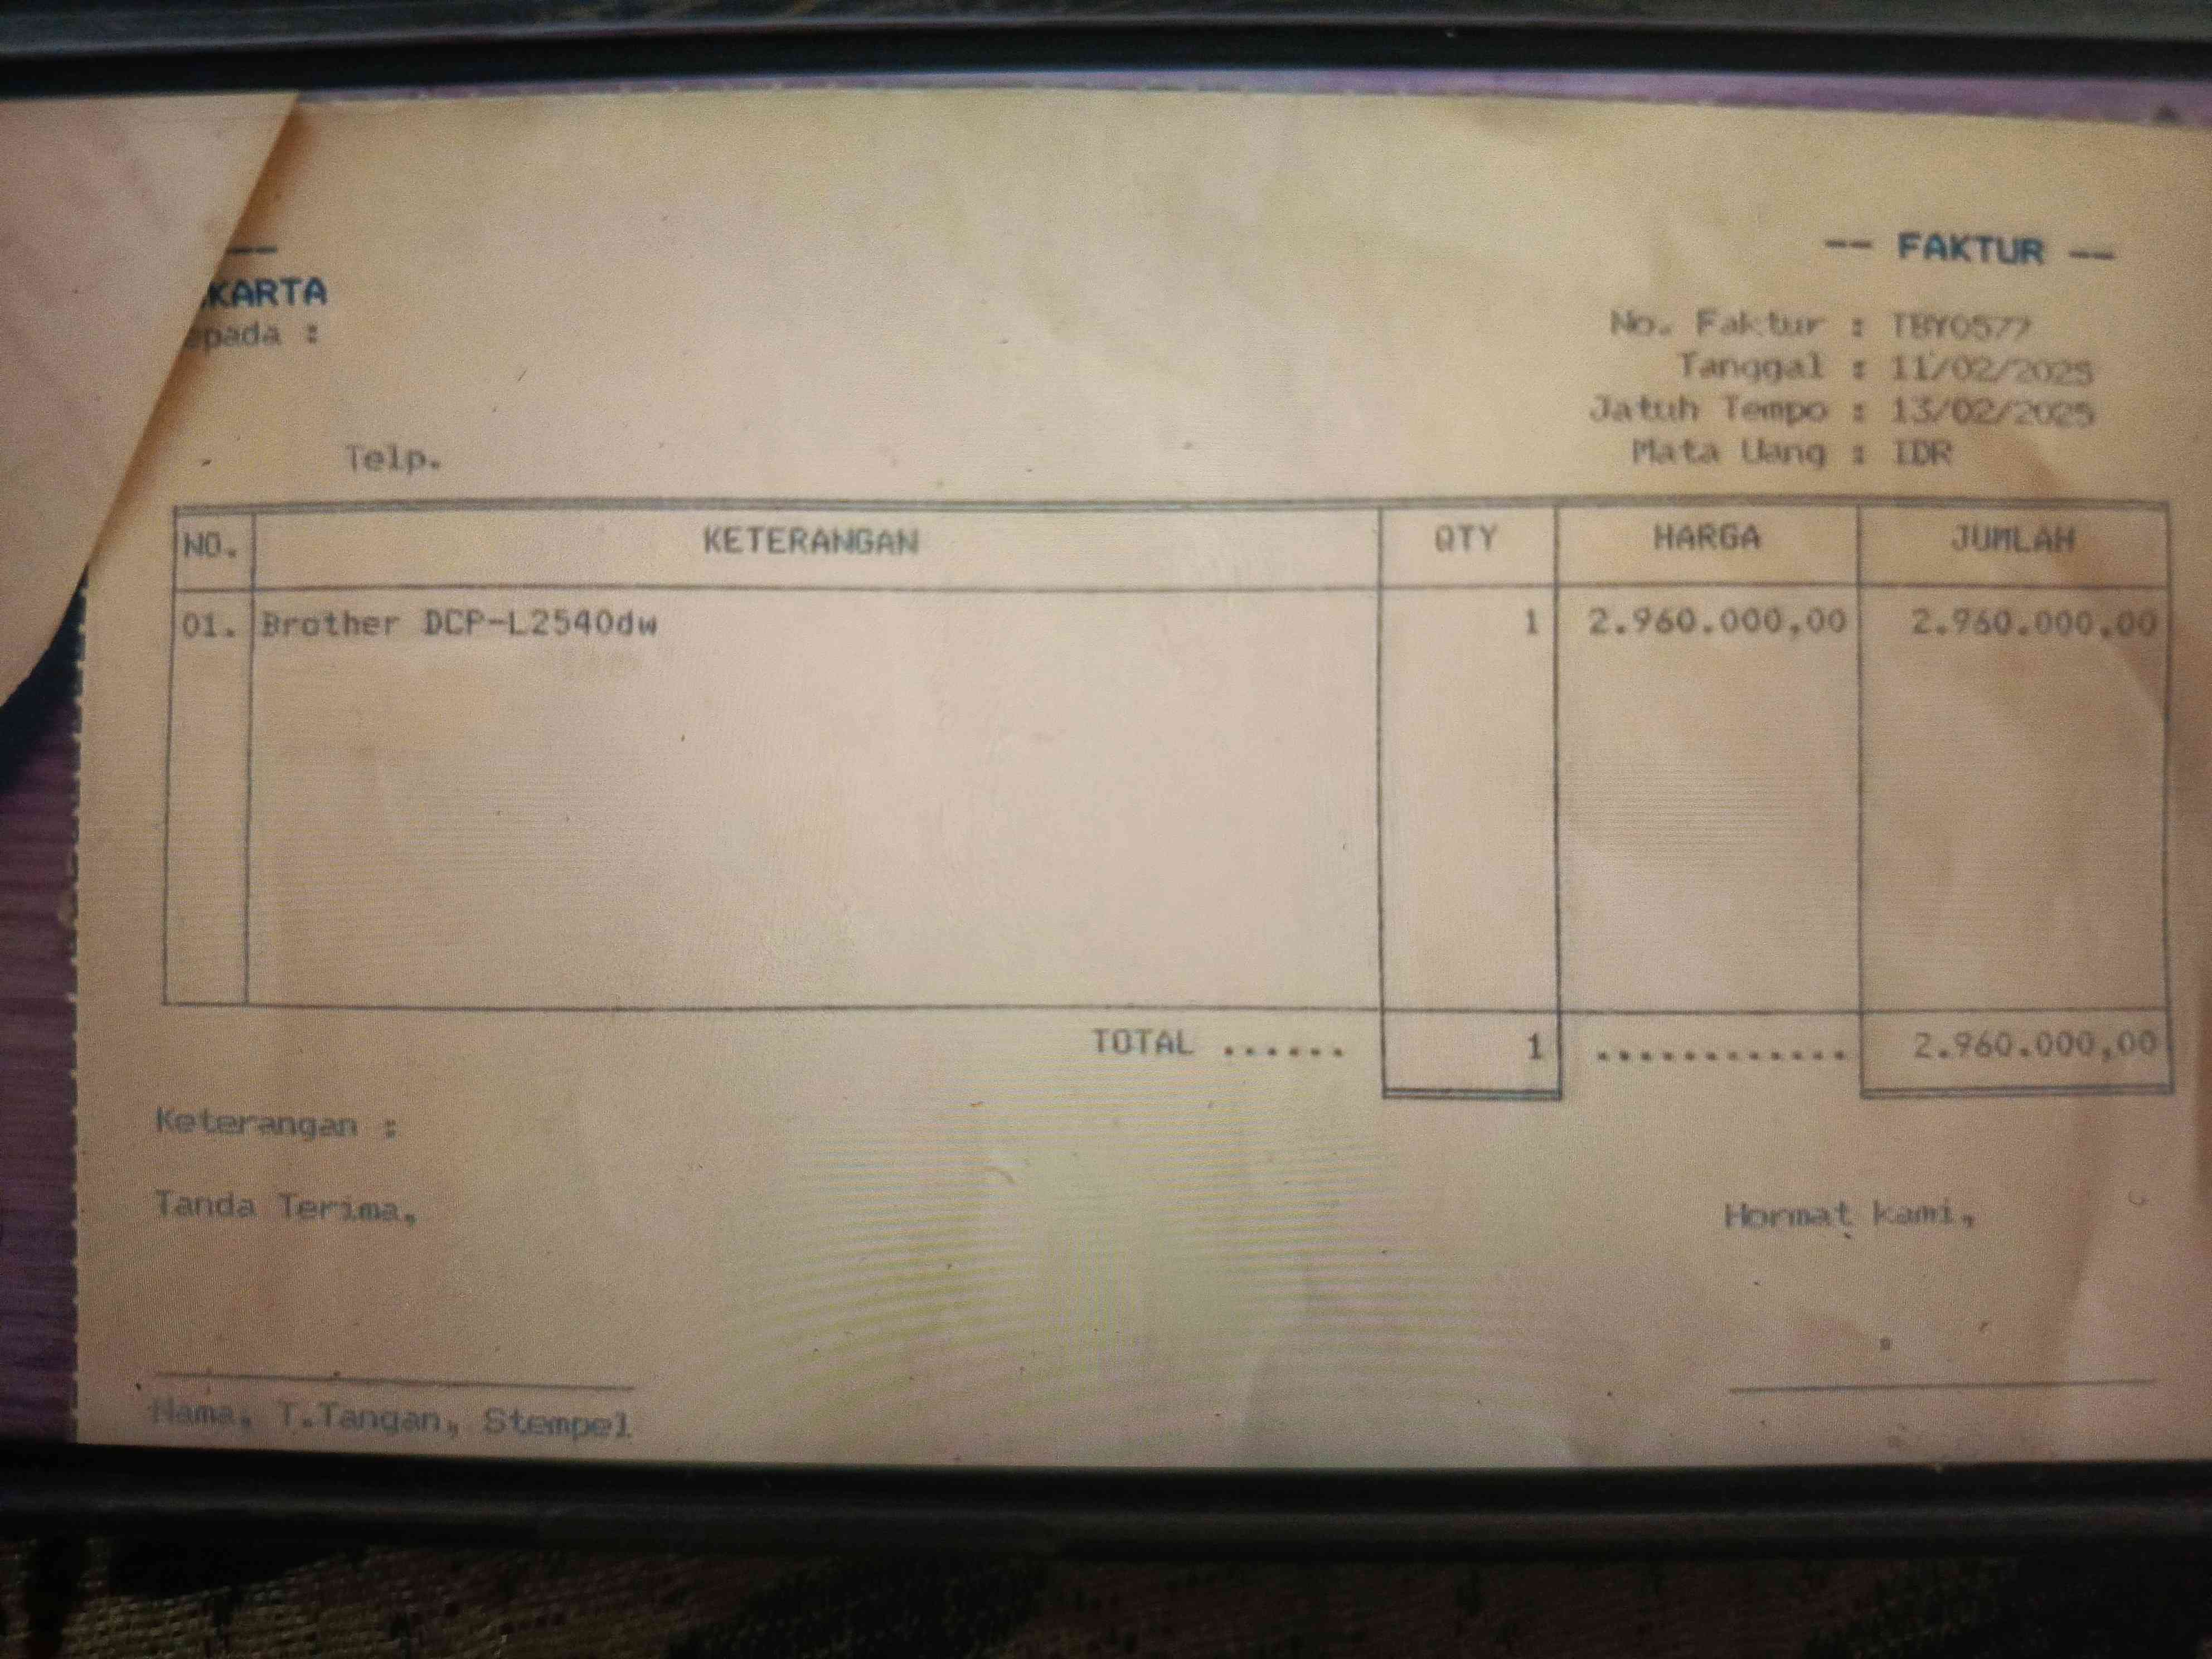 -- FAKTUR --
KARTA
epada :
No. Faktur : TBY0577
Tanggal : 11/02/2025
Jatuh Tempo : 13/02/2025
Telp.
Mata Uang : IDR
NO. KETERANGAN QTY HARGA JUMLAH
01. Brother DCP-L2540dw 1 2.960.000,00 2.960.000,00
TOTAL ...... 1 ............ 2.960.000,00
Keterangan :
Tanda Terima, Hormat kami,
Nama, T.Tangan, Stempel